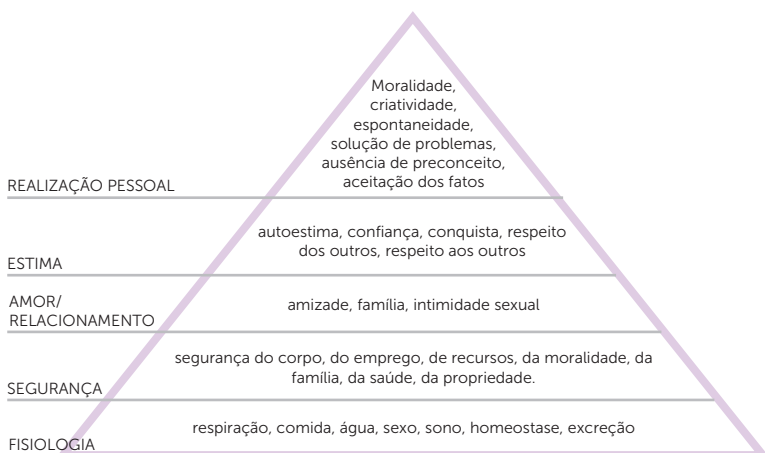 Moralidade,
criatividade,
espontaneidade,
solução de problemas,
ausência de preconceito,
aceitação dos fatos
REALIZAÇÃO PESSOAL
autoestima, confiança, conquista, respeito
dos outros, respeito aos outros
ESTIMA
AMOR/
RELACIONAMENTO
amizade, família, intimidade sexual
segurança do corpo, do emprego, de recursos, da moralidade, da
família, da saúde, da propriedade.
SEGURANÇA
respiração, comida, água, sexo, sono, homeostase, excreção
FISIOLOGIA